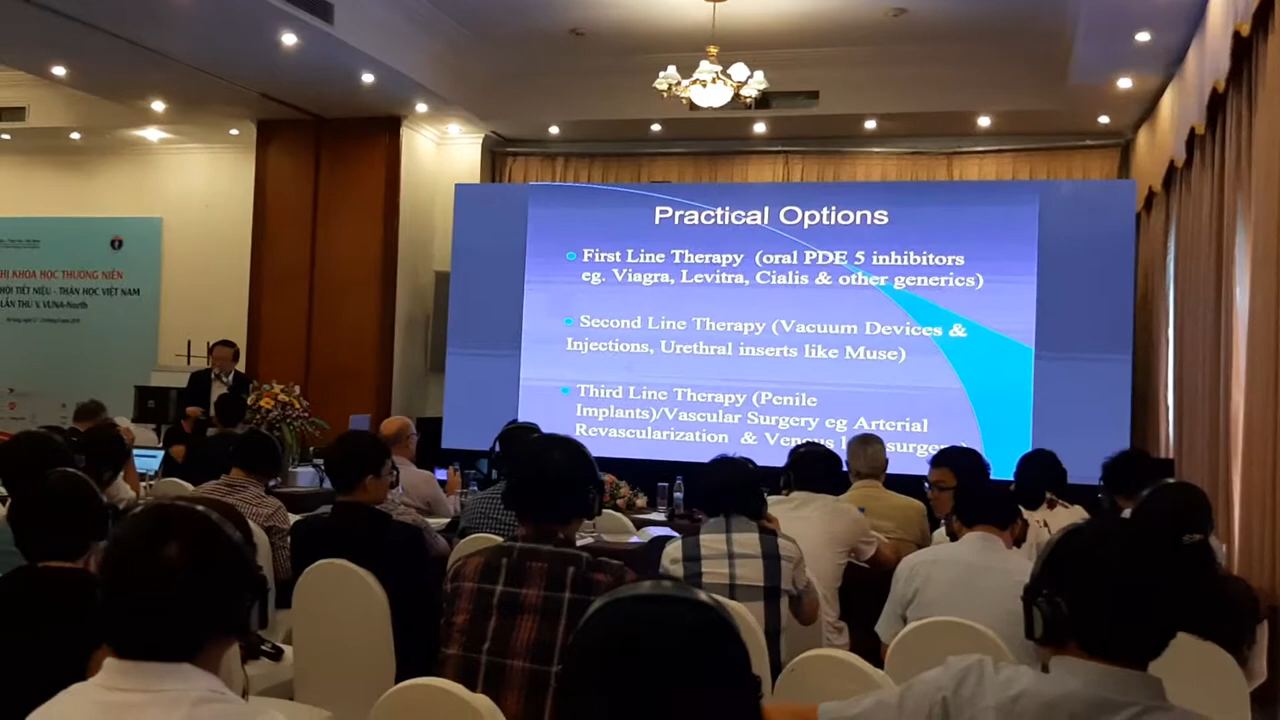 HỊ KHOA HỌC THƯỜNG NIÊN
HỘI TIẾT NIỆU - THẬN HỌC VIỆT NAM
LẦN THỨ V, VUNA-North
Practical Options
First Line Therapy (oral PDE 5 inhibitors
eg. Viagra, Levitra, Cialis & other generics)
Second Line Therapy (Vacuum Devices &
Injections, Urethral inserts like Muse)
Third Line Therapy (Penile
Implants)/Vascular Surgery eg Arterial
Revascularization & Venous